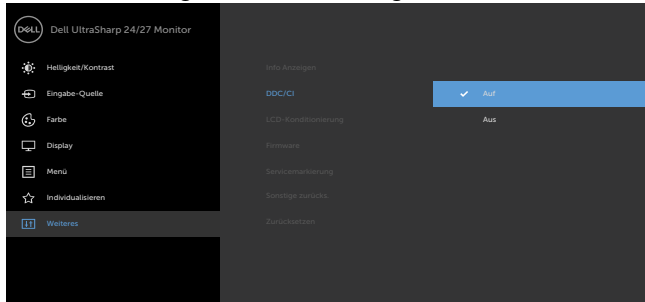 DELL Dell UltraSharp 24/27 Monitor
Helligkeit/Kontrast
Eingabe-Quelle
Farbe
Display
Menü
Individualisieren
Weiteres
Info Anzeigen
DDC/CI
LCD-Konditionierung
Firmware
Servicemarkierung
Sonstige zurücks.
Zurücksetzen
Auf
Aus